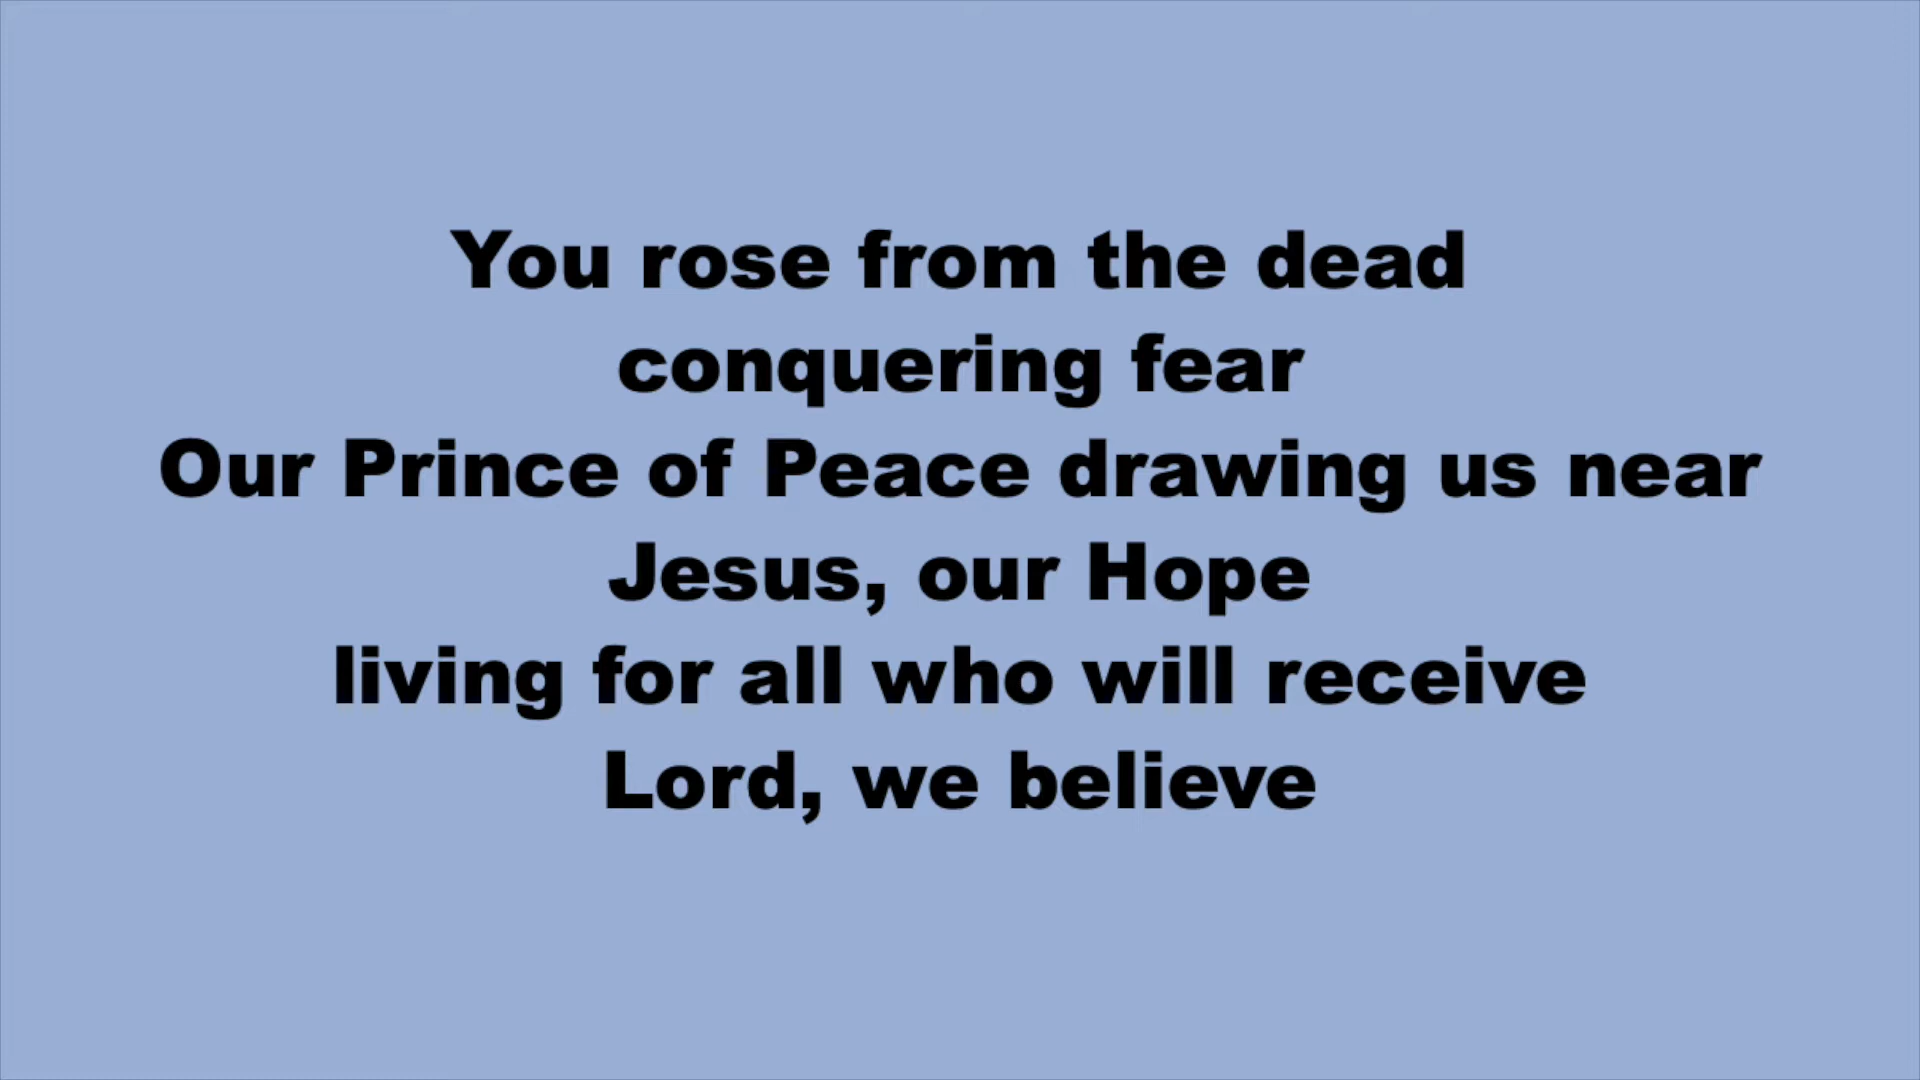 You rose from the dead
conquering fear
Our Prince of Peace drawing us near
Jesus, our Hope
living for all who will receive
Lord, we believe